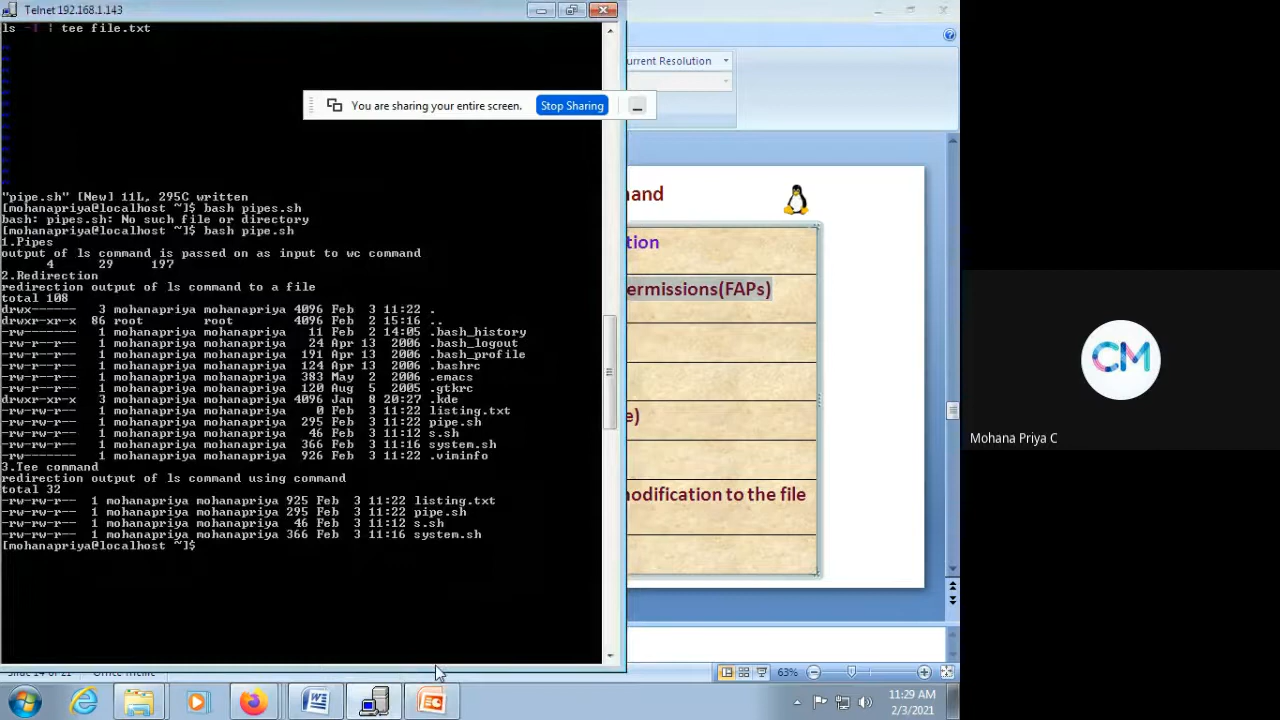 Telnet 192.168.1.143
ls -l | tee file.txt
You are sharing your entire screen.
Stop Sharing
"pipe.sh" [New] 11L, 295C written
[mohanapriya@localhost ~]$ bash pipes.sh
bash: pipes.sh: No such file or directory
[mohanapriya@localhost ~]$ bash pipe.sh
1.Pipes
output of ls command is passed on as input to wc command
4 29 197
2.Redirection
redirection output of ls command to a file
total 108
drwx------ 3 mohanapriya mohanapriya 4096 Feb 3 11:22 .
drwxr-xr-x 86 root root 4096 Feb 2 15:16 ..
-rw------- 1 mohanapriya mohanapriya 11 Feb 2 14:05 .bash_history
-rw-r--r-- 1 mohanapriya mohanapriya 24 Apr 13 2006 .bash_logout
-rw-r--r-- 1 mohanapriya mohanapriya 191 Apr 13 2006 .bash_profile
-rw-r--r-- 1 mohanapriya mohanapriya 124 Apr 13 2006 .bashrc
-rw-r--r-- 1 mohanapriya mohanapriya 383 May 2 2006 .emacs
-rw-r--r-- 1 mohanapriya mohanapriya 120 Aug 5 2005 .gtkrc
drwxr-xr-x 3 mohanapriya mohanapriya 4096 Jan 8 20:27 .kde
-rw-rw-r-- 1 mohanapriya mohanapriya 0 Feb 3 11:22 listing.txt
-rw-rw-r-- 1 mohanapriya mohanapriya 295 Feb 3 11:22 pipe.sh
-rw-rw-r-- 1 mohanapriya mohanapriya 46 Feb 3 11:12 s.sh
-rw-rw-r-- 1 mohanapriya mohanapriya 366 Feb 3 11:16 system.sh
-rw------- 1 mohanapriya mohanapriya 926 Feb 3 11:22 .viminfo
3.Tee command
redirection output of ls command using command
total 32
-rw-rw-r-- 1 mohanapriya mohanapriya 925 Feb 3 11:22 listing.txt
-rw-rw-r-- 1 mohanapriya mohanapriya 295 Feb 3 11:22 pipe.sh
-rw-rw-r-- 1 mohanapriya mohanapriya 46 Feb 3 11:12 s.sh
-rw-rw-r-- 1 mohanapriya mohanapriya 366 Feb 3 11:16 system.sh
[mohanapriya@localhost ~]$
urrent Resolution
and
tion
ermissions(FAPs)
e)
odification to the file
63%
11:29 AM
2/3/2021
CM
Mohana Priya C